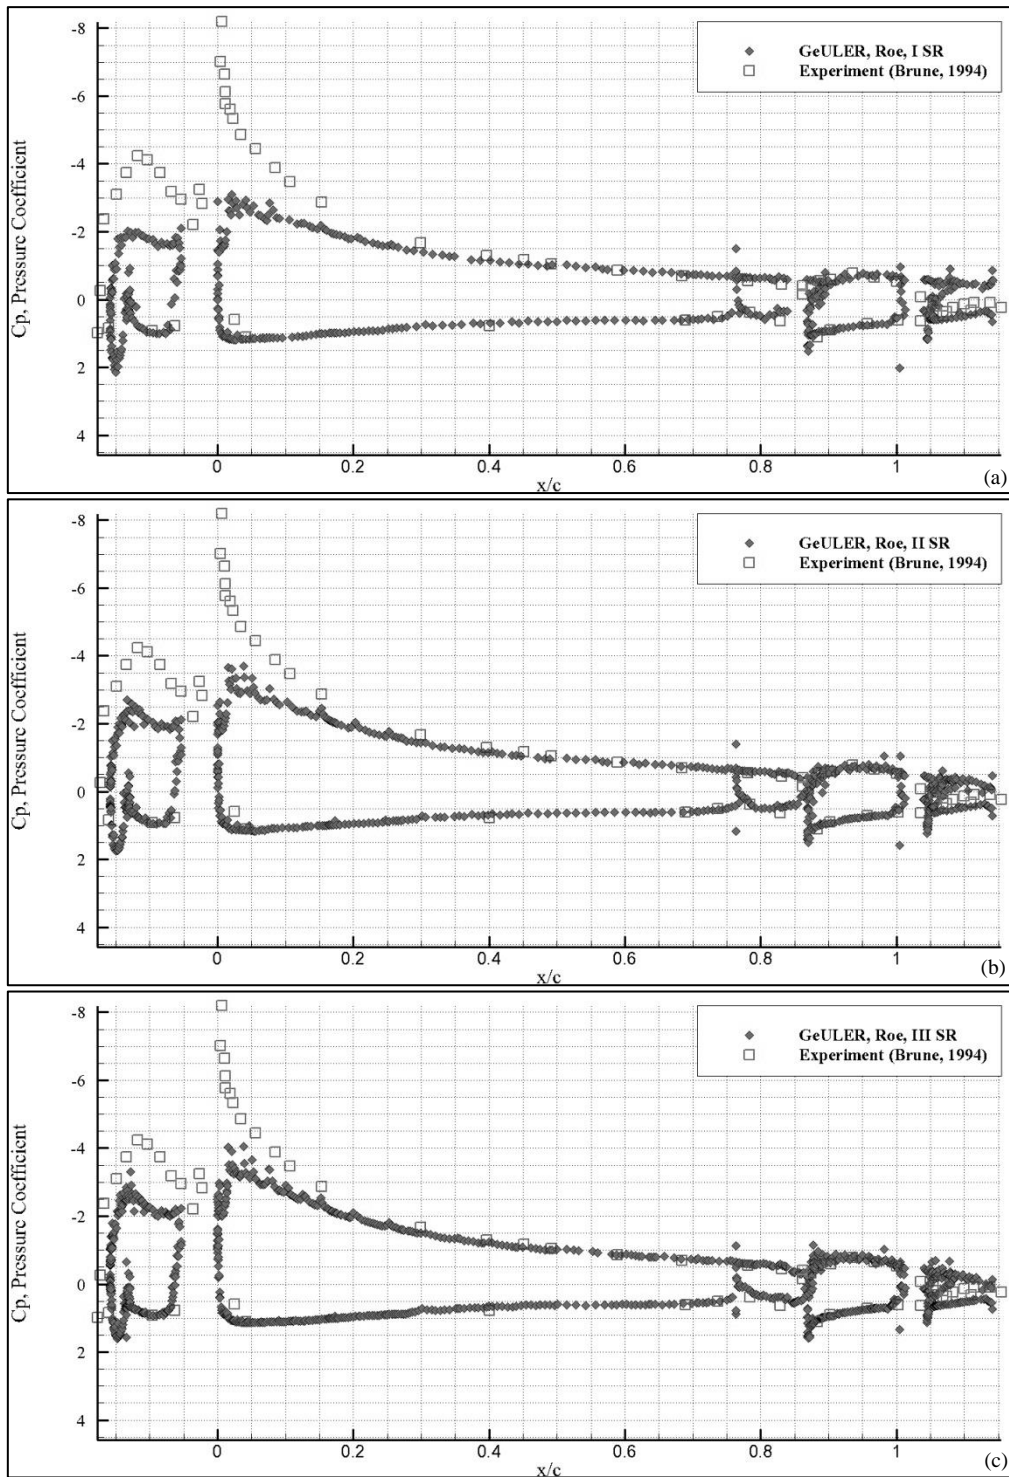 -8
GeULER, Roe, I SR
Experiment (Brune, 1994)
-6
-4
Cp, Pressure Coefficient
-2
0
2
4
0 0.2 0.4 0.6 0.8 1
x/c
(a)
-8
GeULER, Roe, II SR
Experiment (Brune, 1994)
-6
-4
Cp, Pressure Coefficient
-2
0
2
4
0 0.2 0.4 0.6 0.8 1
x/c
(b)
-8
GeULER, Roe, III SR
Experiment (Brune, 1994)
-6
-4
Cp, Pressure Coefficient
-2
0
2
4
0 0.2 0.4 0.6 0.8 1
x/c
(c)